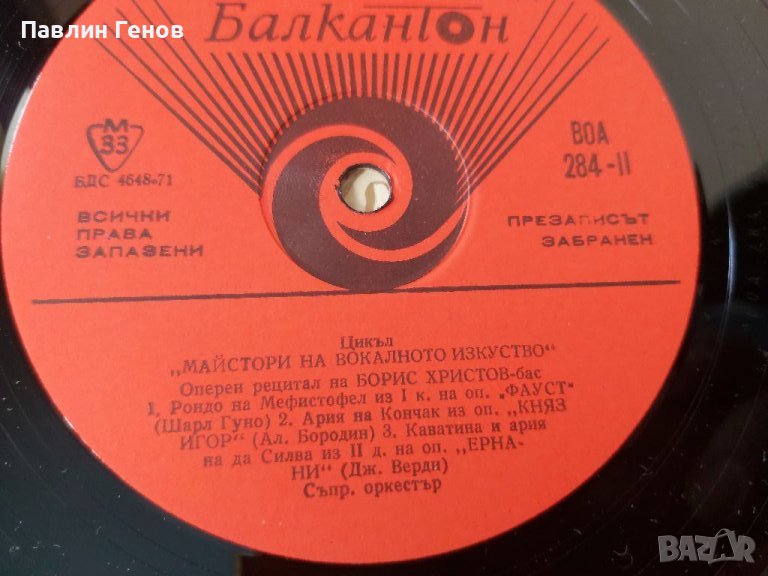 Павлин Генов
Балкантон
М
33
БДС 4648-71
ВСИЧКИ
ПРАВА
ЗАПАЗЕНИ
ВОА
284-II
ПРЕЗАПИСЪТ
ЗАБРАНЕН
Цикъл
„МАЙСТОРИ НА ВОКАЛНОТО ИЗКУСТВО“
Оперен рецитал на БОРИС ХРИСТОВ-бас
1. Рондо на Мефистофел из I к. на оп. „ФАУСТ“
(Шарл Гуно) 2. Ария на Кончак из оп. „КНЯЗ
ИГОР“ (Ал. Бородин) 3. Каватина и ария
на да Силва из II д. на оп. „ЕРНА-
НИ“ (Дж. Верди)
Съпр. оркестър
BAZAR